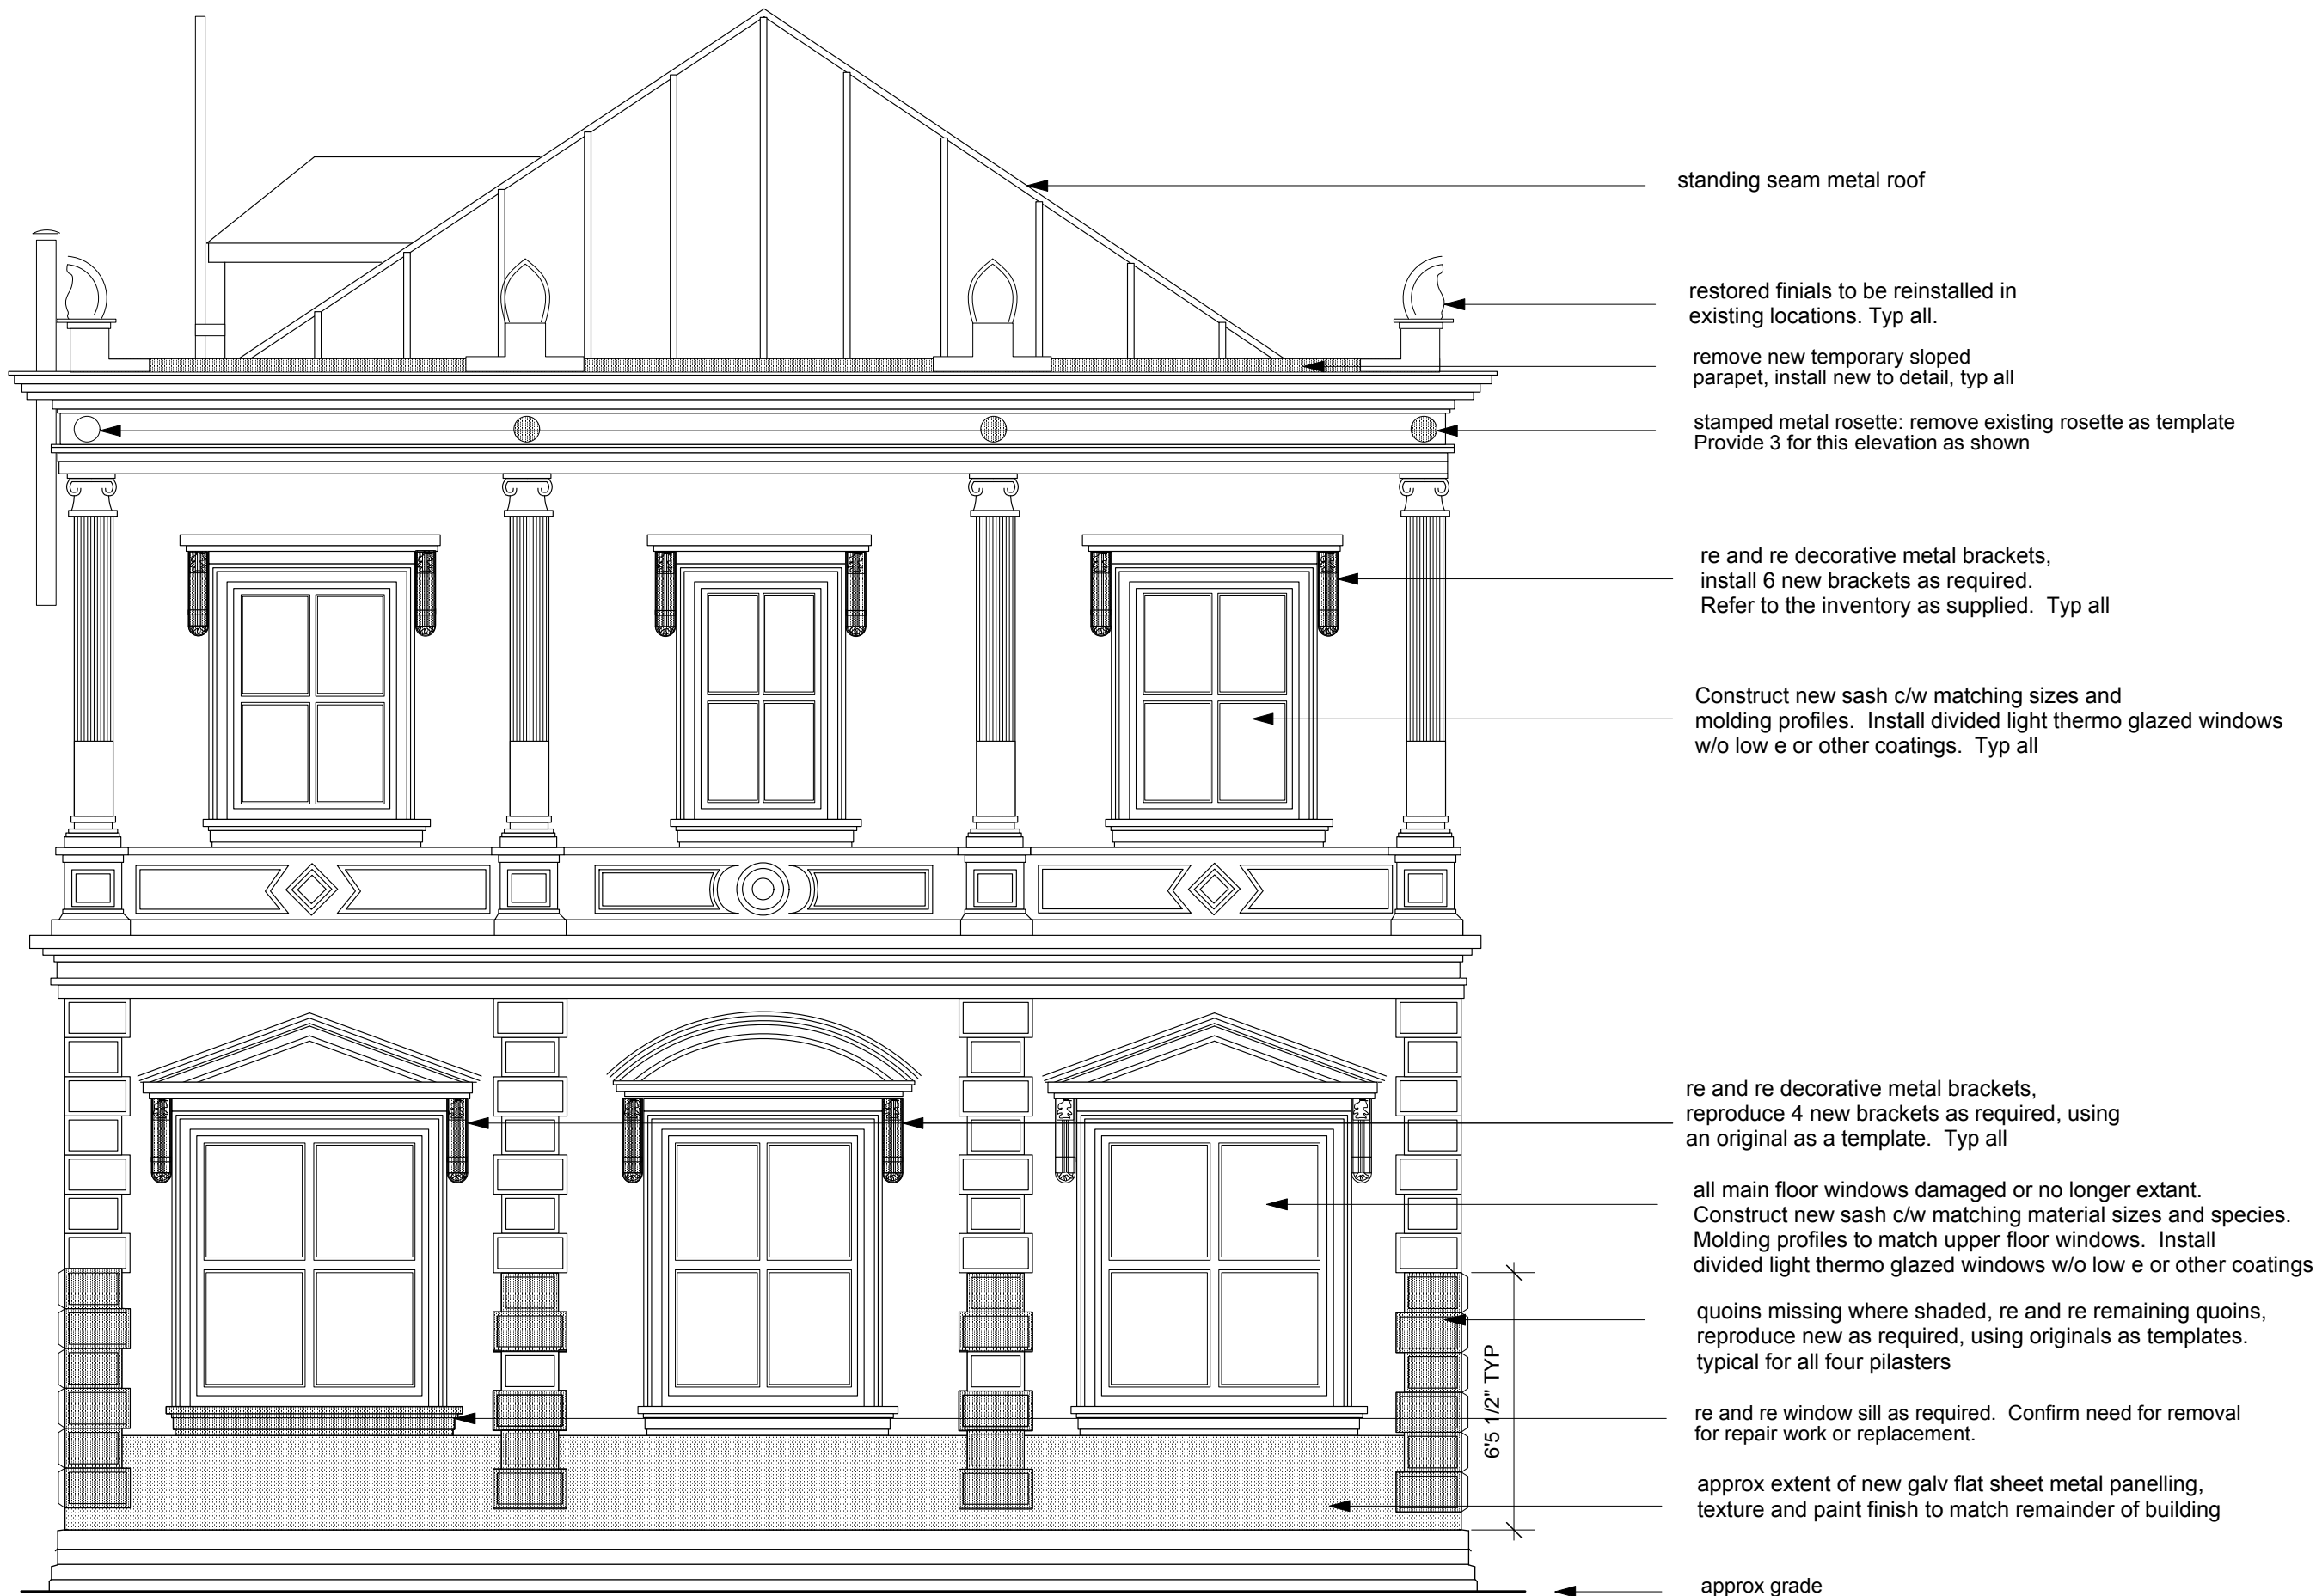 standing seam metal roof
restored finials to be reinstalled in
existing locations. Typ all.
remove new temporary sloped
parapet, install new to detail, typ all
stamped metal rosette: remove existing rosette as template
Provide 3 for this elevation as shown
re and re decorative metal brackets,
install 6 new brackets as required.
Refer to the inventory as supplied. Typ all
Construct new sash c/w matching sizes and
molding profiles. Install divided light thermo glazed windows
w/o low e or other coatings. Typ all
re and re decorative metal brackets,
reproduce 4 new brackets as required, using
an original as a template. Typ all
all main floor windows damaged or no longer extant.
Construct new sash c/w matching material sizes and species.
Molding profiles to match upper floor windows. Install
divided light thermo glazed windows w/o low e or other coatings
quoins missing where shaded, re and re remaining quoins,
reproduce new as required, using originals as templates.
typical for all four pilasters
6'5 1/2" TYP
re and re window sill as required. Confirm need for removal
for repair work or replacement.
approx extent of new galv flat sheet metal panelling,
texture and paint finish to match remainder of building
approx grade